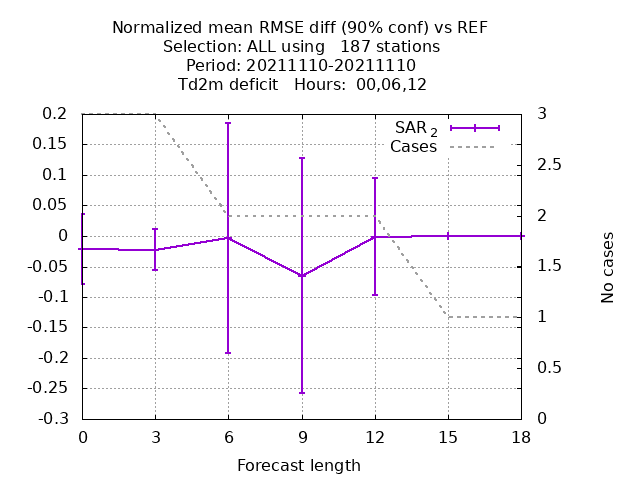 Normalized mean RMSE diff (90% conf) vs REF
Selection: ALL using   187 stations
Period: 20211110-20211110
Td2m deficit   Hours:  00,06,12
SAR 2
Cases
0.2
0.15
0.1
0.05
0
-0.05
-0.1
-0.15
-0.2
-0.25
-0.3
3
2.5
2
1.5
1
0.5
0
No cases
0 3 6 9 12 15 18
Forecast length